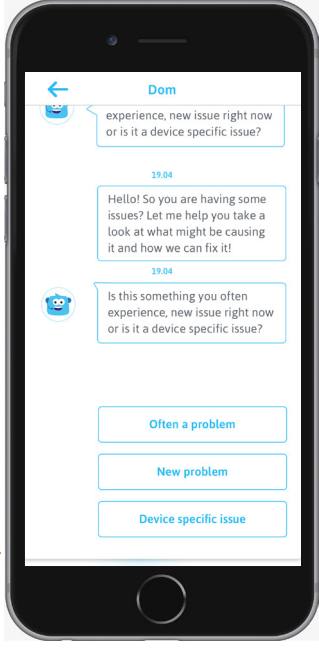 Dom
experience, new issue right now
or is it a device specific issue?
19.04
Hello! So you are having some
issues? Let me help you take a
look at what might be causing
it and how we can fix it!
19.04
Is this something you often
experience, new issue right now
or is it a device specific issue?
Often a problem
New problem
Device specific issue